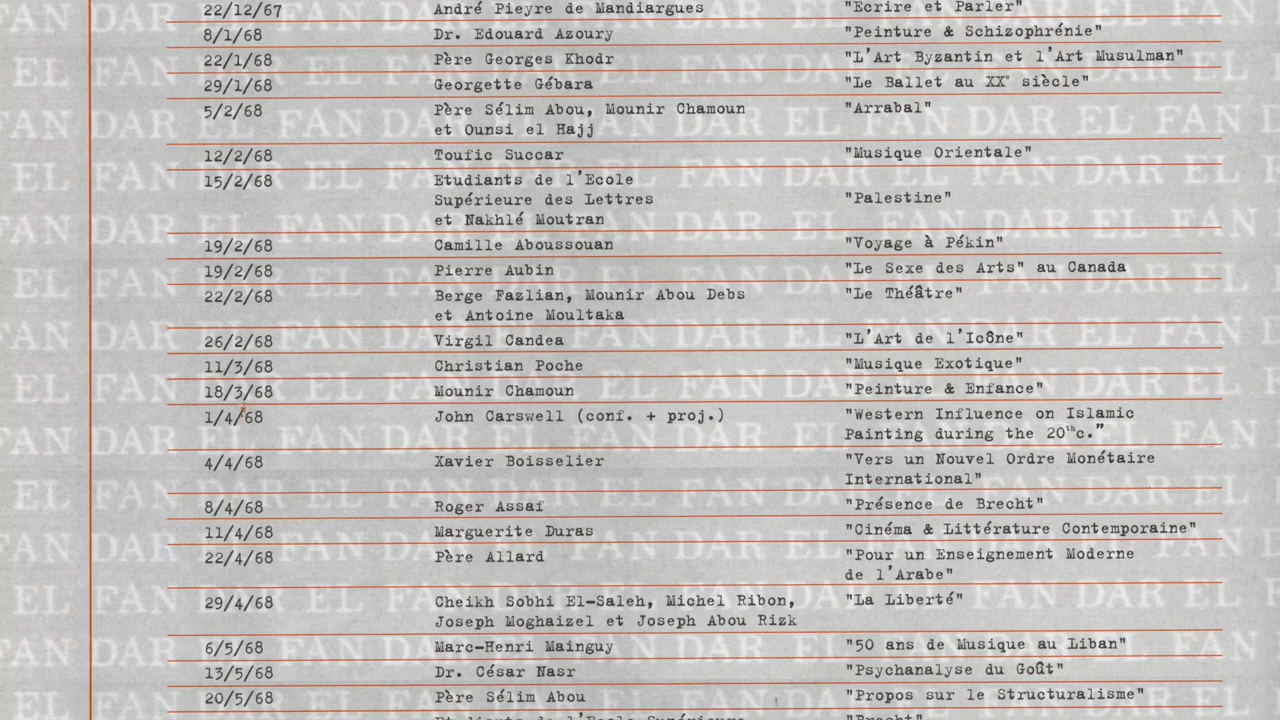 22/12/67 André Pieyre de Mandiargues "Ecrire et Parler"
8/1/68 Dr. Edouard Azoury "Peinture & Schizophrénie"
22/1/68 Père Georges Khodr "L'Art Byzantin et l'Art Musulman"
29/1/68 Georgette Gébara "Le Ballet au XX° siècle"
5/2/68 Père Sélim Abou, Mounir Chamoun "Arrabal"
et Ounsi el Hajj
12/2/68 Toufic Succar "Musique Orientale"
15/2/68 Etudiants de l'Ecole
Supérieure des Lettres "Palestine"
et Nakhlé Moutran
19/2/68 Camille Aboussouan "Voyage à Pékin"
19/2/68 Pierre Aubin "Le Sexe des Arts" au Canada
22/2/68 Berge Fazlian, Mounir Abou Debs "Le Théâtre"
et Antoine Moultaka
26/2/68 Virgil Candea "L'Art de l'Icône"
11/3/68 Christian Poche "Musique Exotique"
18/3/68 Mounir Chamoun "Peinture & Enfance"
1/4/68 John Carswell (conf. + proj.) "Western Influence on Islamic
Painting during the 20thc.”
4/4/68 Xavier Boisselier "Vers un Nouvel Ordre Monétaire
International"
8/4/68 Roger Assaf "Présence de Brecht"
11/4/68 Marguerite Duras "Cinéma & Littérature Contemporaine"
22/4/68 Père Allard "Pour un Enseignement Moderne
de l'Arabe"
29/4/68 Cheikh Sobhi El-Saleh, Michel Ribon, "La Liberté"
Joseph Moghaizel et Joseph Abou Rizk
6/5/68 Marc-Henri Mainguy "50 ans de Musique au Liban"
13/5/68 Dr. César Nasr "Psychanalyse du Goût"
20/5/68 Père Sélim Abou "Propos sur le Structuralisme"
Etudiants de l'Ecole Supérieure "Brecht"